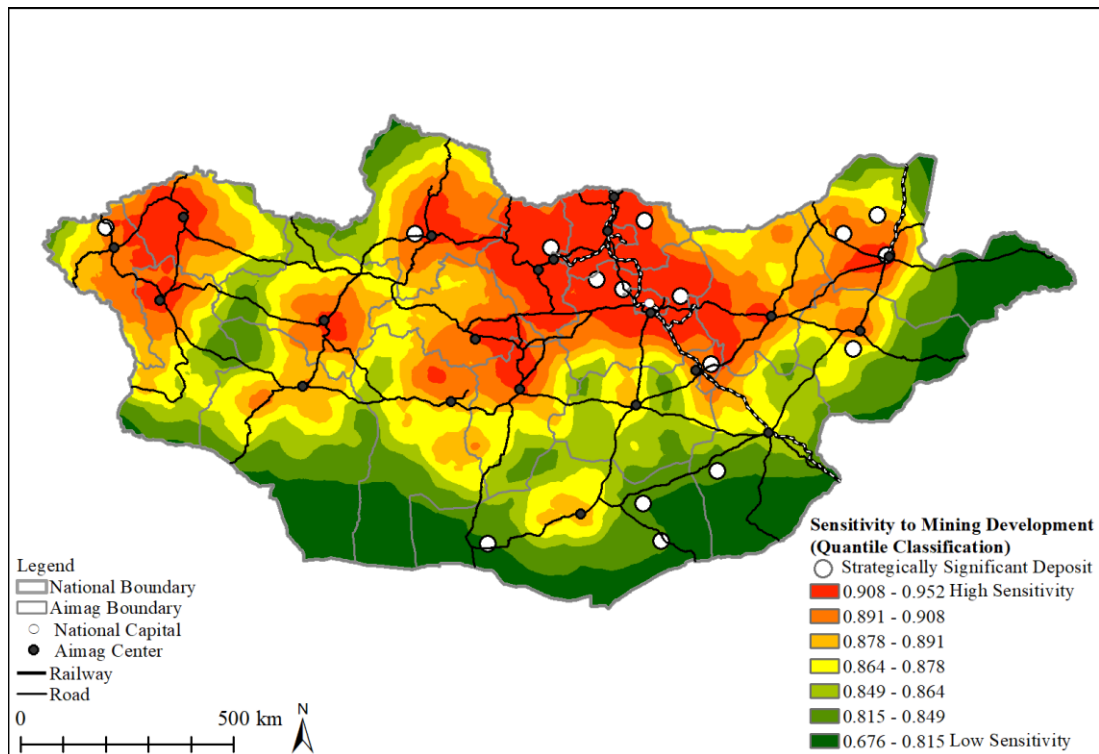 Legend
National Boundary
Aimag Boundary
National Capital
Aimag Center
Railway
Road
0 500 km
N
Sensitivity to Mining Development
(Quantile Classification)
Strategically Significant Deposit
0.908 - 0.952 High Sensitivity
0.891 - 0.908
0.878 - 0.891
0.864 - 0.878
0.849 - 0.864
0.815 - 0.849
0.676 - 0.815 Low Sensitivity